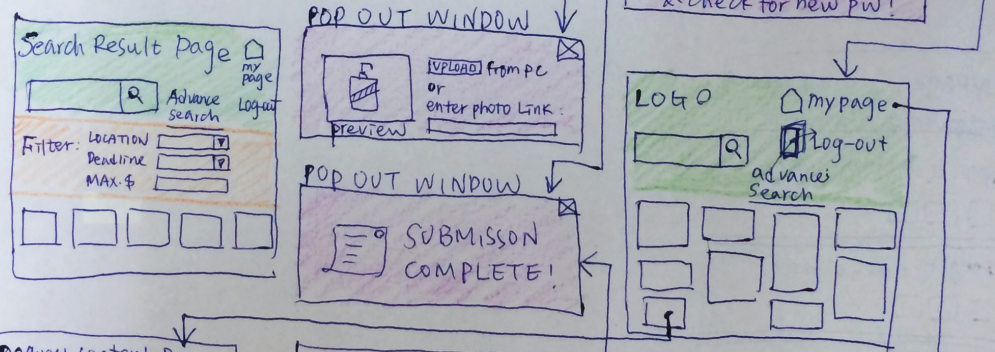 Search Result Page
my
page
Advance
search
Log-out
Filter:
LOCATION
Deadline
MAX.$
POP OUT WINDOW
UPLOAD from PC
or
enter photo Link:
preview
POP OUT WINDOW
SUBMISSON
COMPLETE!
& check for new pw!
LOGO
my page
Log-out
advance
Search